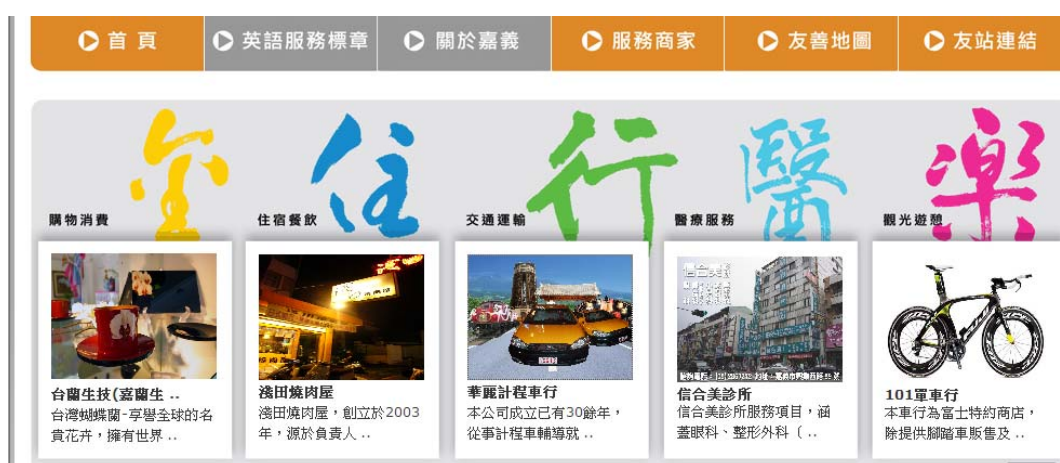 首頁
英語服務標章
關於嘉義
服務商家
友善地圖
友站連結
金
住
行
醫
樂
購物消費
住宿餐飲
交通運輸
醫療服務
觀光遊憩
台蘭生技(嘉蘭生 ..
台灣蝴蝶蘭-享譽全球的名
貴花卉，擁有世界 ..
淺田燒肉屋
淺田燒肉屋，創立於2003
年，源於負責人 ..
華麗計程車行
本公司成立已有30餘年，
從事計程車輔導就 ..
信合美
信合美診所
信合美診所服務項目，涵
蓋眼科、整形外科（ ..
101單車行
本車行為富士特約商店，
除提供腳踏車販售及 ..